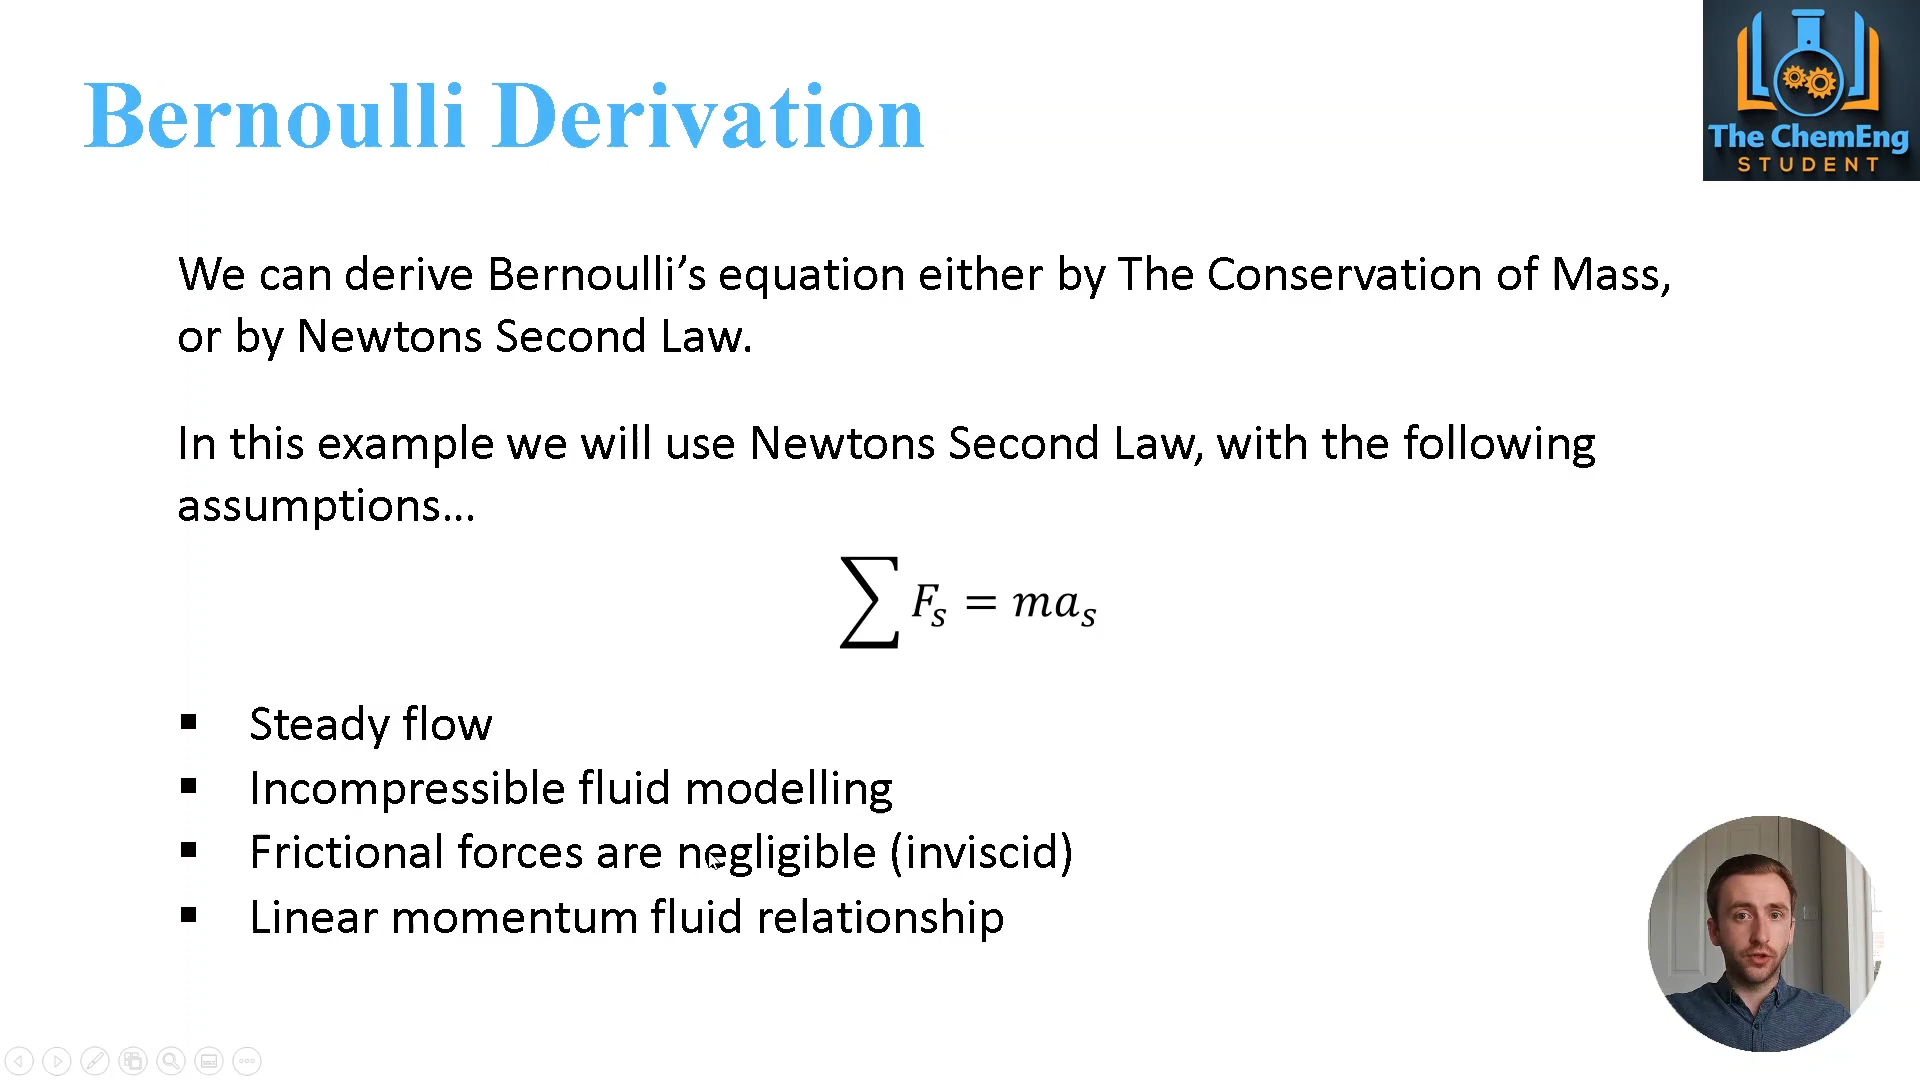 Bernoulli Derivation
The ChemEng
STUDENT
We can derive Bernoulli’s equation either by The Conservation of Mass,
or by Newtons Second Law.
In this example we will use Newtons Second Law, with the following
assumptions…
∑ Fₛ = maₛ
▪ Steady flow
▪ Incompressible fluid modelling
▪ Frictional forces are negligible (inviscid)
▪ Linear momentum fluid relationship